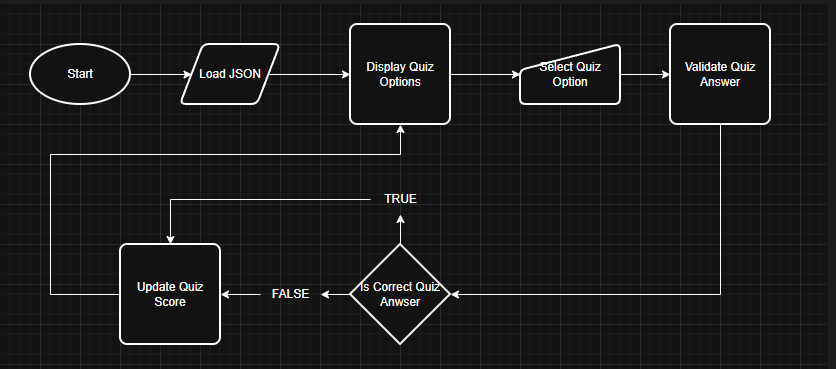 Start
Load JSON
Display Quiz
Options
Select Quiz
Option
Validate Quiz
Answer
TRUE
Update Quiz
Score
FALSE
Is Correct Quiz
Anwser